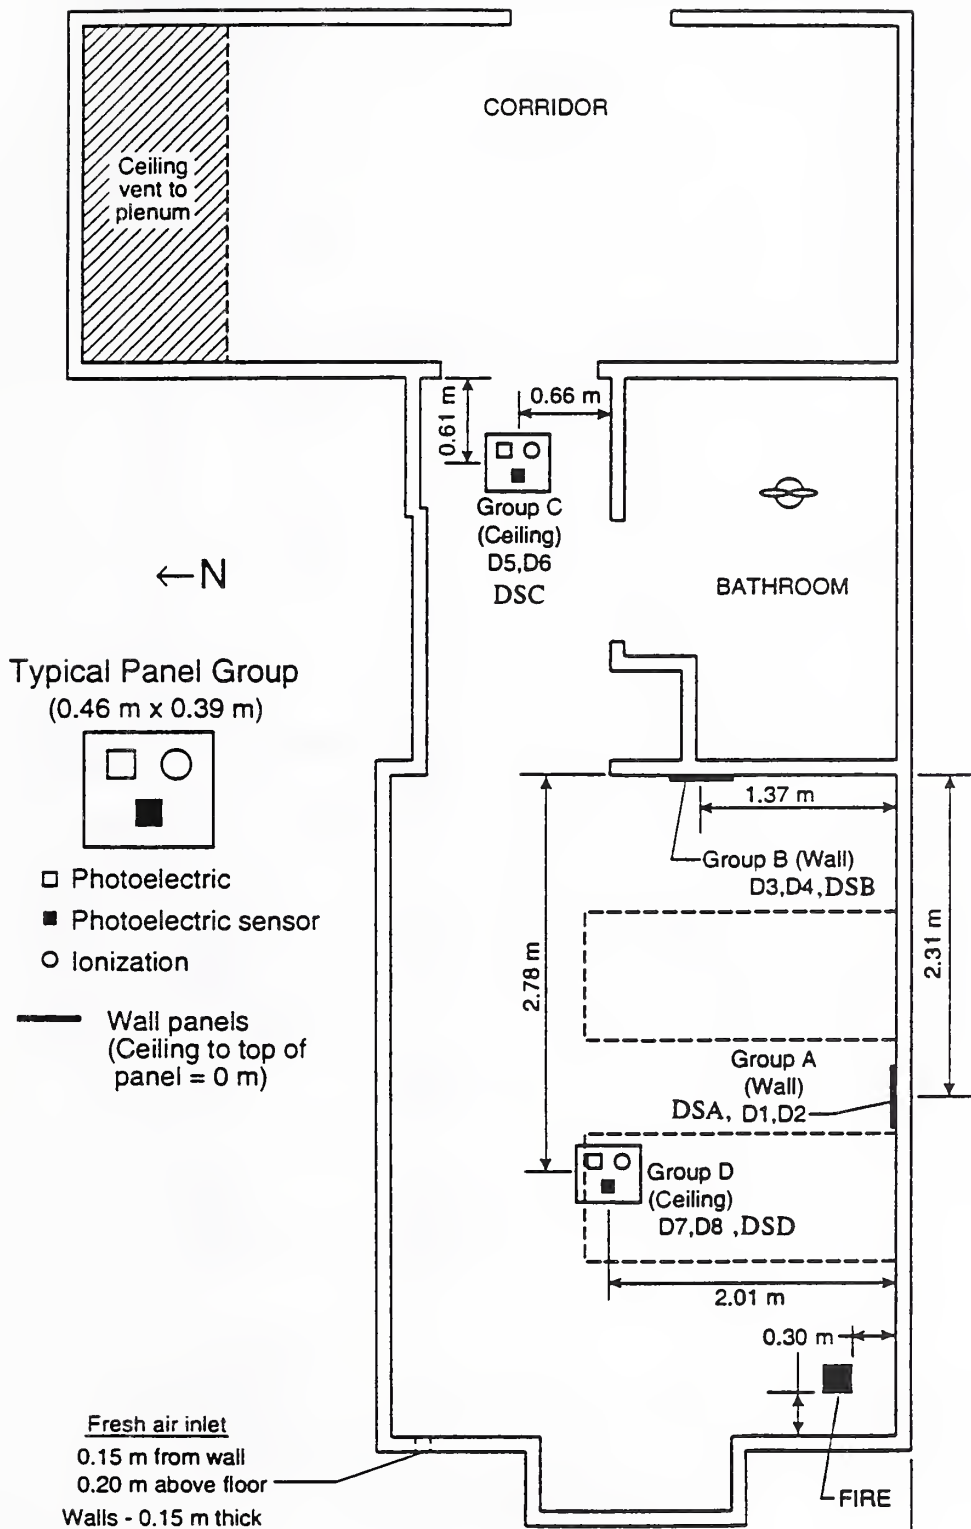 CORRIDOR
Ceiling
vent to
plenum
0.66 m
0.61 m
Group C
(Ceiling)
D5,D6
DSC
←N
BATHROOM
Typical Panel Group
(0.46 m x 0.39 m)
Photoelectric
Photoelectric sensor
Ionization
Wall panels
(Ceiling to top of
panel = 0 m)
1.37 m
Group B (Wall)
D3,D4,DSB
2.78 m
2.31 m
Group A
(Wall)
DSA, D1,D2
Group D
(Ceiling)
D7,D8 ,DSD
2.01 m
0.30 m
Fresh air inlet
0.15 m from wall
0.20 m above floor
Walls - 0.15 m thick
FIRE